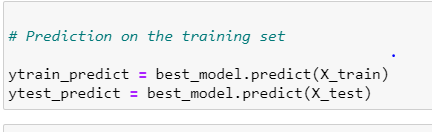 # Prediction on the training set
ytrain_predict = best_model.predict(X_train)
ytest_predict = best_model.predict(X_test)